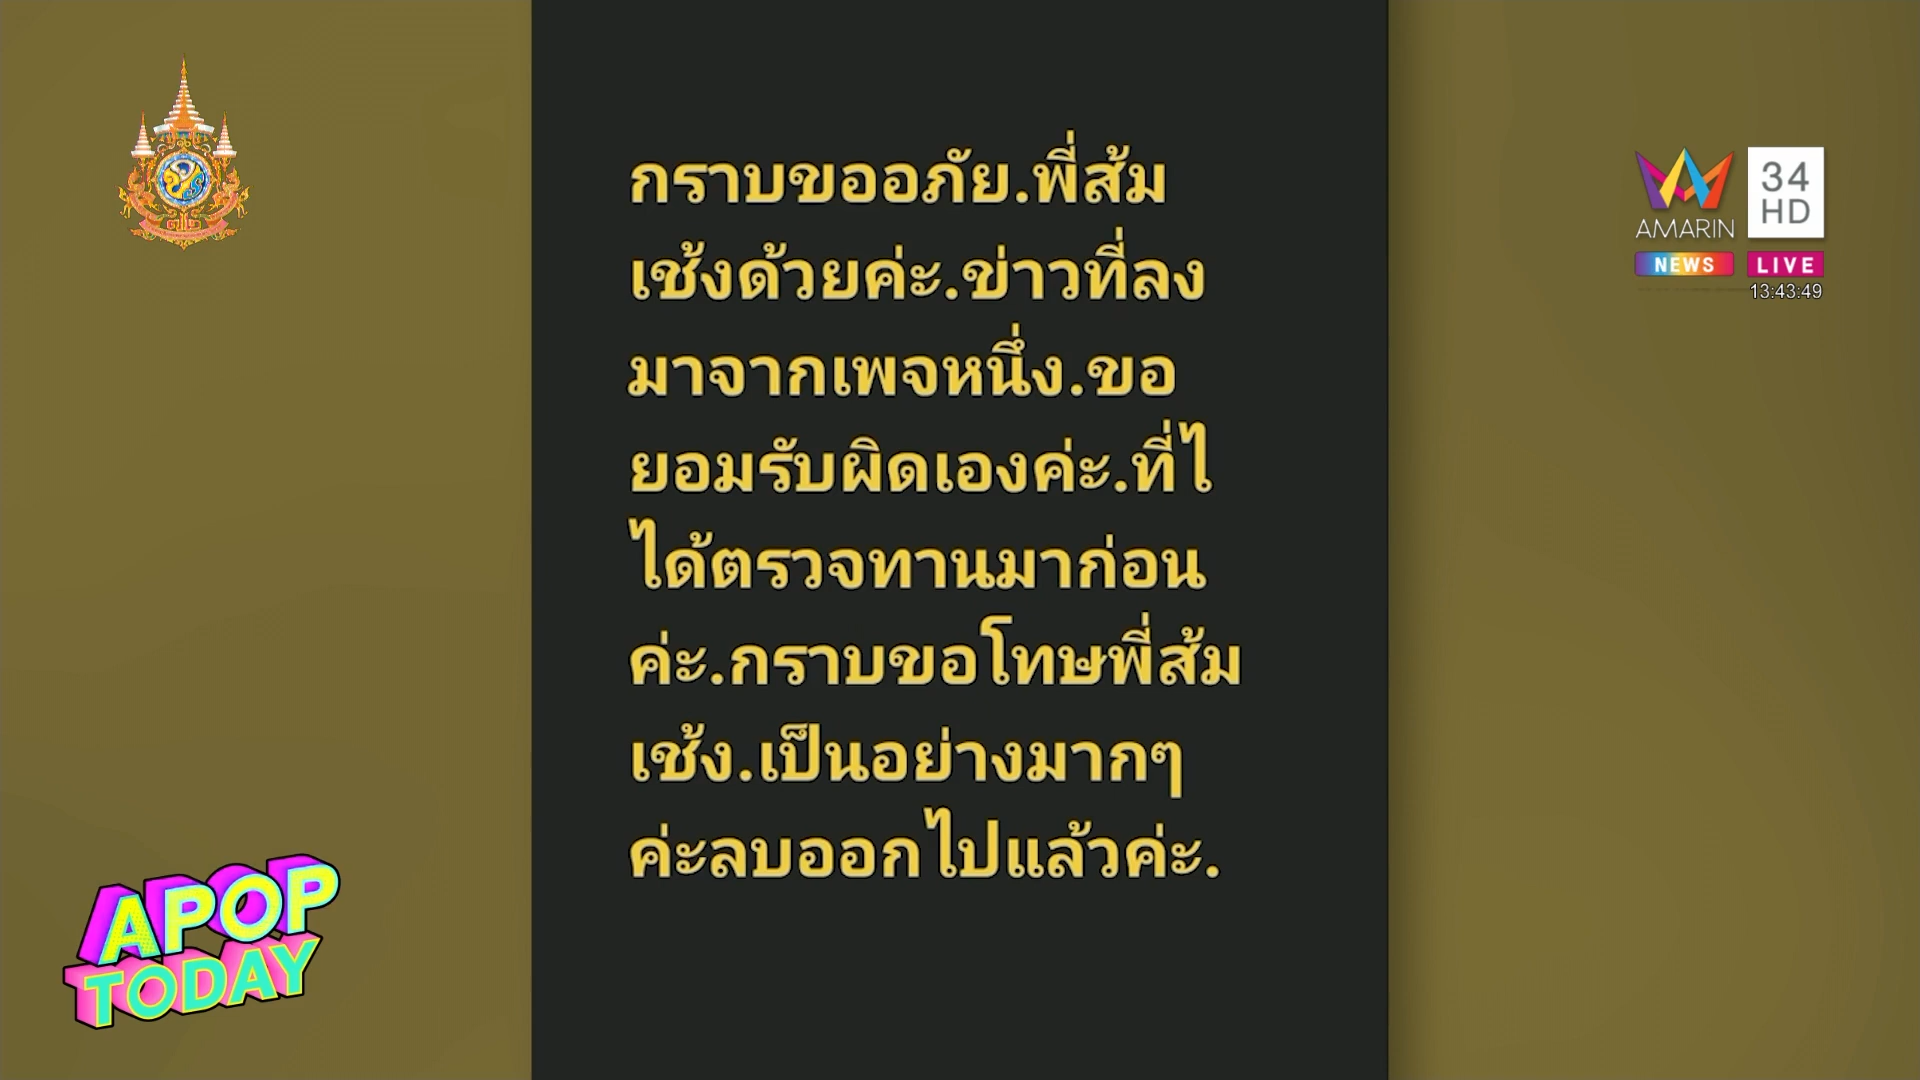 กราบขออภัย.พี่ส้ม
เช้งด้วยค่ะ.ข่าวที่ลง
มาจากเพจหนึ่ง.ขอ
ยอมรับผิดเองค่ะ.ที่ไ
ได้ตรวจทานมาก่อน
ค่ะ.กราบขอโทษพี่ส้ม
เช้ง.เป็นอย่างมากๆ
ค่ะลบออกไปแล้วค่ะ.
AMARIN
34
HD
NEWS
LIVE
13:43:49
APOP
TODAY